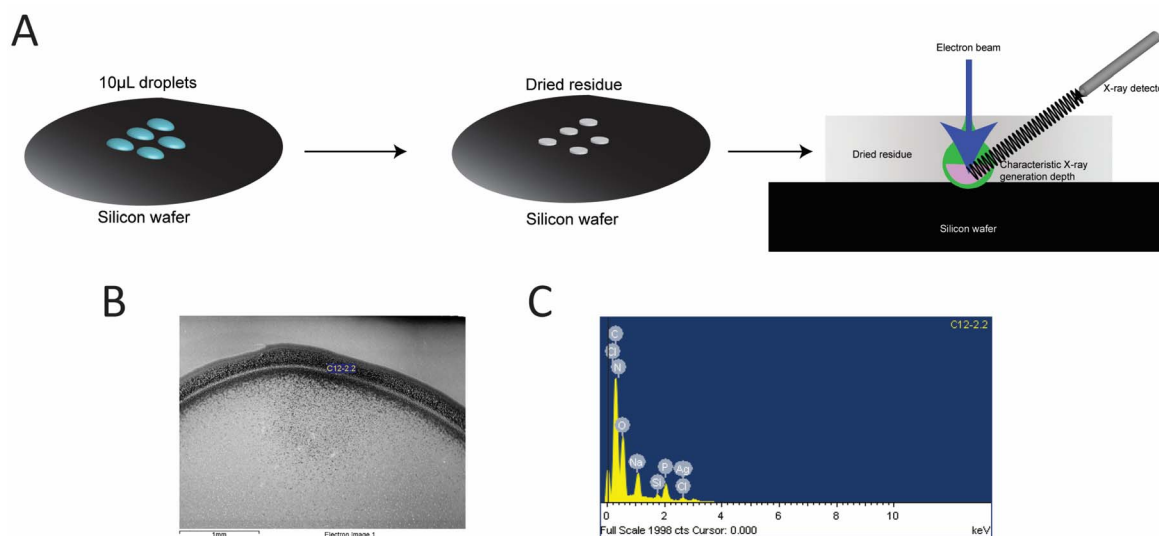 A
10µL droplets
Silicon wafer
Dried residue
Silicon wafer
Electron beam
X-ray detecto
Dried residue
Characteristic X-ray
generation depth
Silicon wafer
B
C12-2.2
1mm
Electron Image 1
C
C12-2.2
C
Cl
N
O
Na
Si
P
Ag
Cl
0 2 4 6 8 10
Full Scale 1998 cts Cursor: 0.000 keV